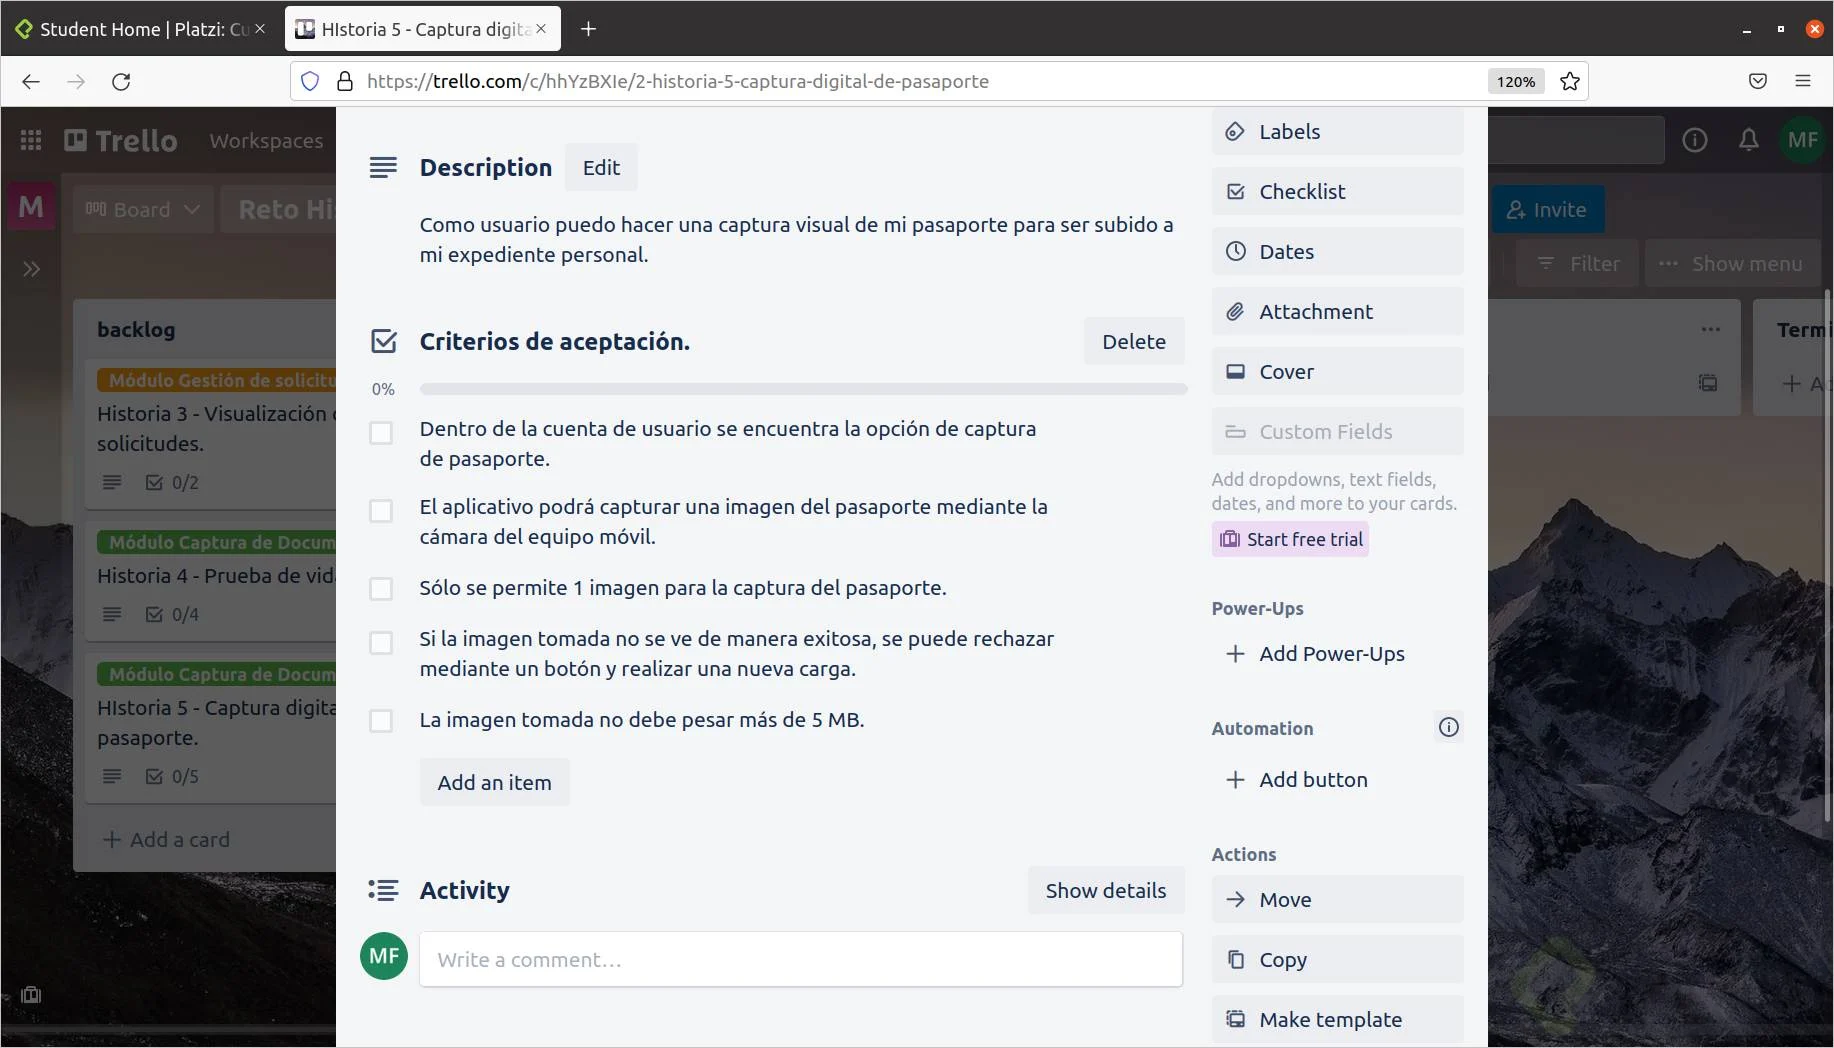 Student Home | Platzi: Cu
HIstoria 5 - Captura digita
https://trello.com/c/hhYzBXIe/2-historia-5-captura-digital-de-pasaporte
120%
Trello
Workspaces
MF
M
Board
Reto His
Invite
Filter
Show menu
backlog
Módulo Gestión de solicitu
Historia 3 - Visualización
solicitudes.
0/2
Módulo Captura de Docum
Historia 4 - Prueba de vida
0/4
Módulo Captura de Docum
HIstoria 5 - Captura digita
pasaporte.
0/5
Add a card
Description
Edit
Como usuario puedo hacer una captura visual de mi pasaporte para ser subido a
mi expediente personal.
Criterios de aceptación.
Delete
0%
Dentro de la cuenta de usuario se encuentra la opción de captura
de pasaporte.
El aplicativo podrá capturar una imagen del pasaporte mediante la
cámara del equipo móvil.
Sólo se permite 1 imagen para la captura del pasaporte.
Si la imagen tomada no se ve de manera exitosa, se puede rechazar
mediante un botón y realizar una nueva carga.
La imagen tomada no debe pesar más de 5 MB.
Add an item
Activity
Show details
MF
Write a comment…
Labels
Checklist
Dates
Attachment
Cover
Custom Fields
Add dropdowns, text fields,
dates, and more to your cards.
Start free trial
Power-Ups
Add Power-Ups
Automation
Add button
Actions
Move
Copy
Make template
Termi